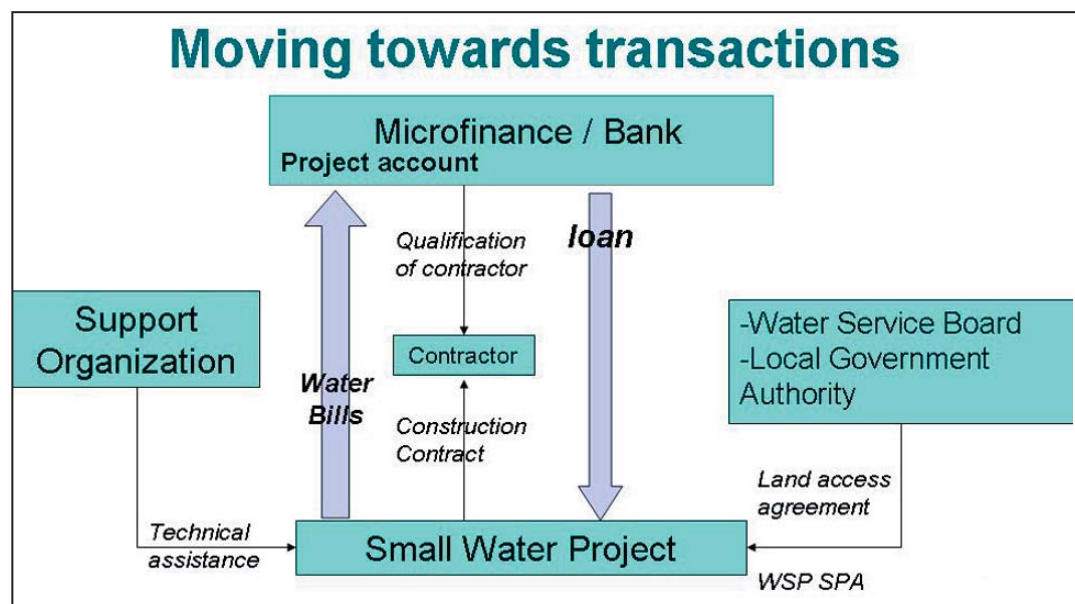 Moving towards transactions
Microfinance / Bank
Project account
Qualification
of contractor
loan
Support
Organization
Contractor
-Water Service Board
-Local Government
Authority
Water
Bills
Construction
Contract
Land access
agreement
Technical
assistance
Small Water Project
WSP SPA